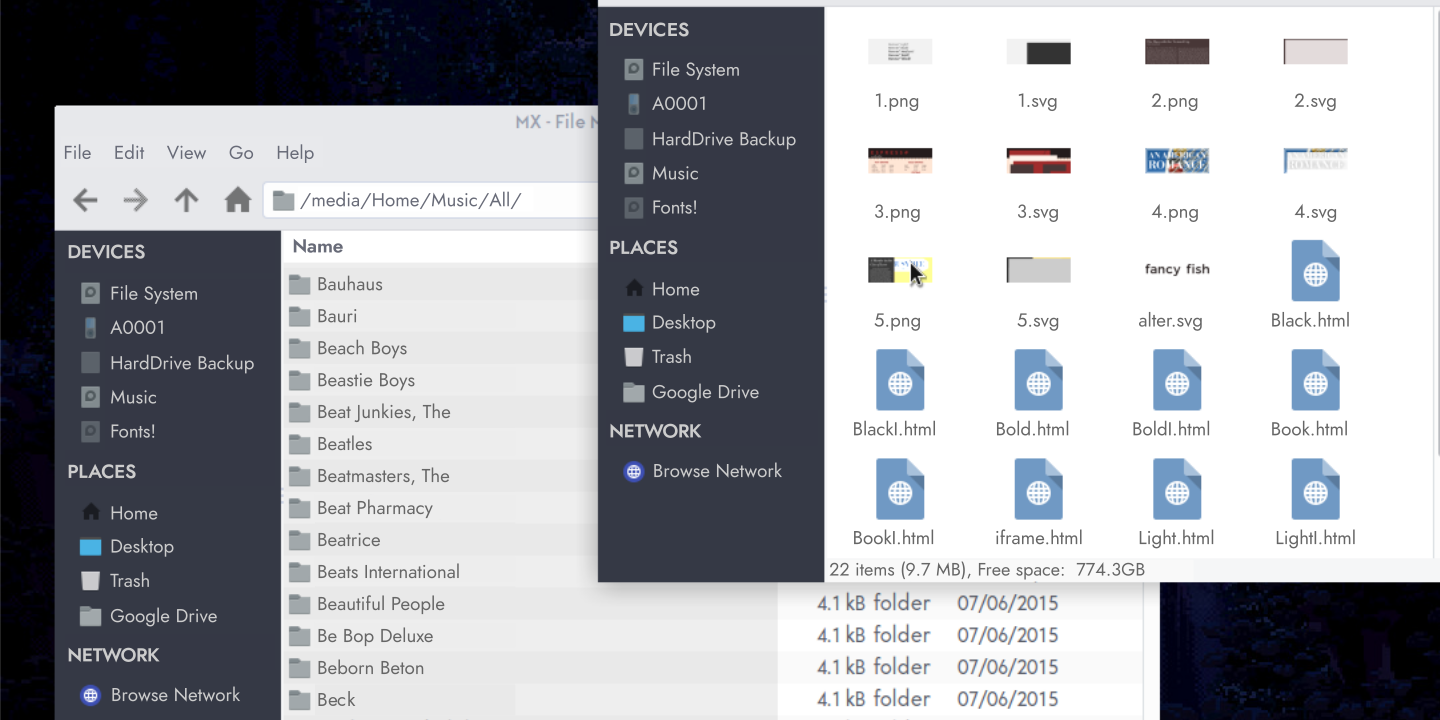 MX - File
File Edit View Go Help
/media/Home/Music/All/
DEVICES
File System
A0001
HardDrive Backup
Music
Fonts!
PLACES
Home
Desktop
Trash
Google Drive
NETWORK
Browse Network
Name
Bauhaus
Bauri
Beach Boys
Beastie Boys
Beat Junkies, The
Beatles
Beatmasters, The
Beat Pharmacy
Beatrice
Beats International
Beautiful People 4.1 kB folder 07/06/2015
Be Bop Deluxe 4.1 kB folder 07/06/2015
Beborn Beton 4.1 kB folder 07/06/2015
Beck 4.1 kB folder 07/06/2015
DEVICES
File System
A0001
HardDrive Backup
Music
Fonts!
PLACES
Home
Desktop
Trash
Google Drive
NETWORK
Browse Network
1.png 1.svg 2.png 2.svg
AN AMERICAN
ROMANCE
3.png 3.svg 4.png 4.svg
fancy fish
5.png 5.svg alter.svg Black.html
BlackI.html Bold.html BoldI.html Book.html
BookI.html iframe.html Light.html LightI.html
22 items (9.7 MB), Free space: 774.3GB